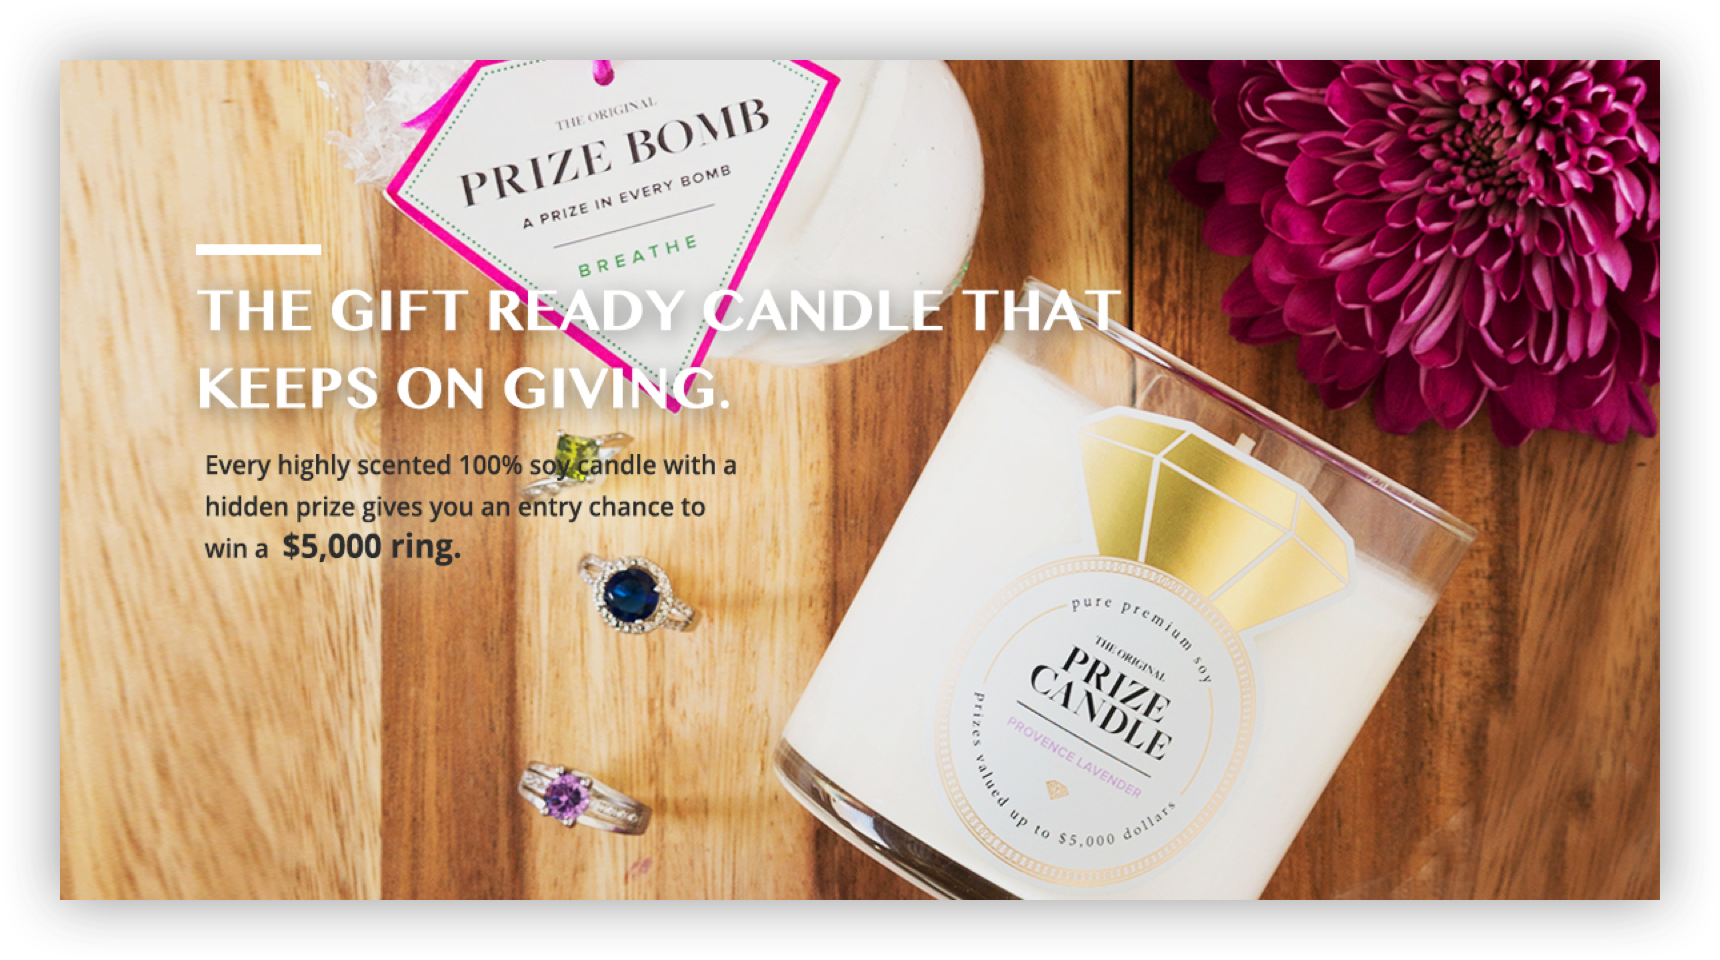 THE ORIGINAL
PRIZE BOMB
A PRIZE IN EVERY BOMB
BREATHE
THE GIFT READY CANDLE THAT
KEEPS ON GIVING.
Every highly scented 100% soy candle with a
hidden prize gives you an entry chance to
win a $5,000 ring.
pure premium soy
THE ORIGINAL
PRIZE
CANDLE
PROVENCE LAVENDER
prizes valued up to $5,000 dollars